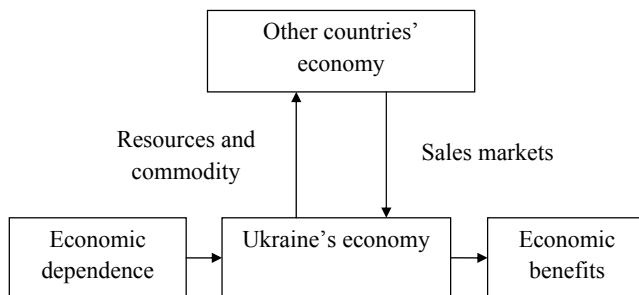 Other countries’
economy
Resources and
commodity
Sales markets
Economic
dependence
Ukraine’s economy
Economic
benefits